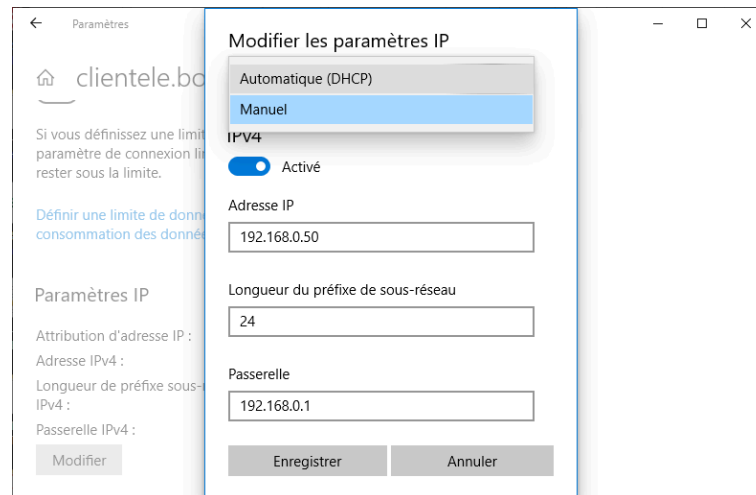 Paramètres
clientele.bo
Si vous définissez une limit
paramètre de connexion lir
rester sous la limite.
Définir une limite de donn
consommation des donnée
Paramètres IP
Attribution d'adresse IP :
Adresse IPv4 :
Longueur de préfixe sous-r
IPv4 :
Passerelle IPv4 :
Modifier
Modifier les paramètres IP
Automatique (DHCP)
Manuel
IPv4
Activé
Adresse IP
192.168.0.50
Longueur du préfixe de sous-réseau
24
Passerelle
192.168.0.1
Enregistrer
Annuler